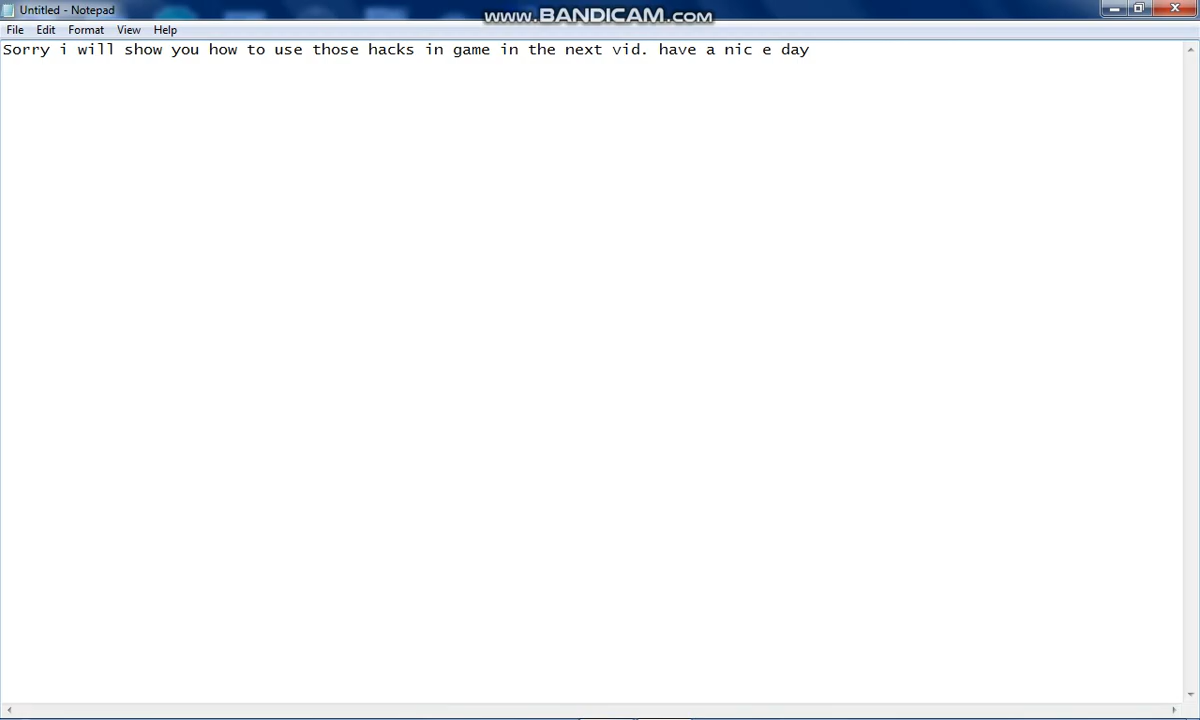 Untitled - Notepad
www.BANDICAM.com
File Edit Format View Help
Sorry i will show you how to use those hacks in game in the next vid. have a nic e day